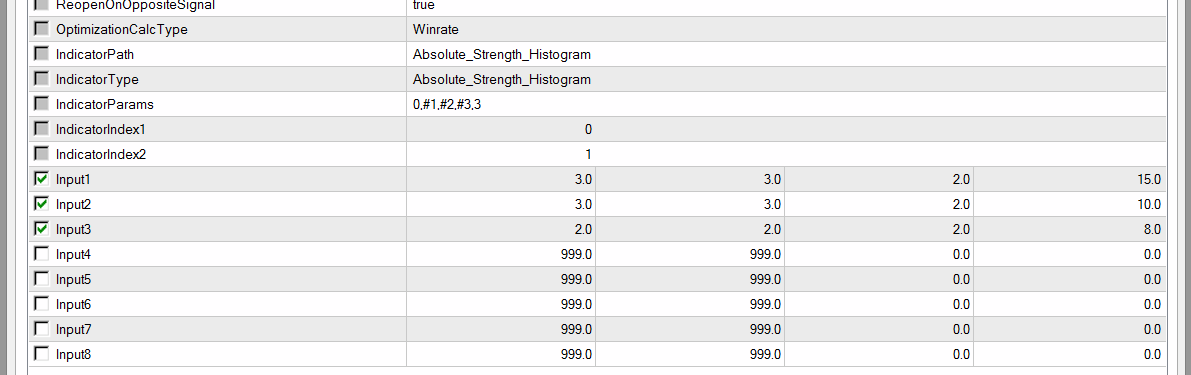 ReopenOnOppositeSignal true
OptimizationCalcType Winrate
IndicatorPath Absolute_Strength_Histogram
IndicatorType Absolute_Strength_Histogram
IndicatorParams 0,#1,#2,#3,3
IndicatorIndex1 0
IndicatorIndex2 1
Input1 3.0 3.0 2.0 15.0
Input2 3.0 3.0 2.0 10.0
Input3 2.0 2.0 2.0 8.0
Input4 999.0 999.0 0.0 0.0
Input5 999.0 999.0 0.0 0.0
Input6 999.0 999.0 0.0 0.0
Input7 999.0 999.0 0.0 0.0
Input8 999.0 999.0 0.0 0.0